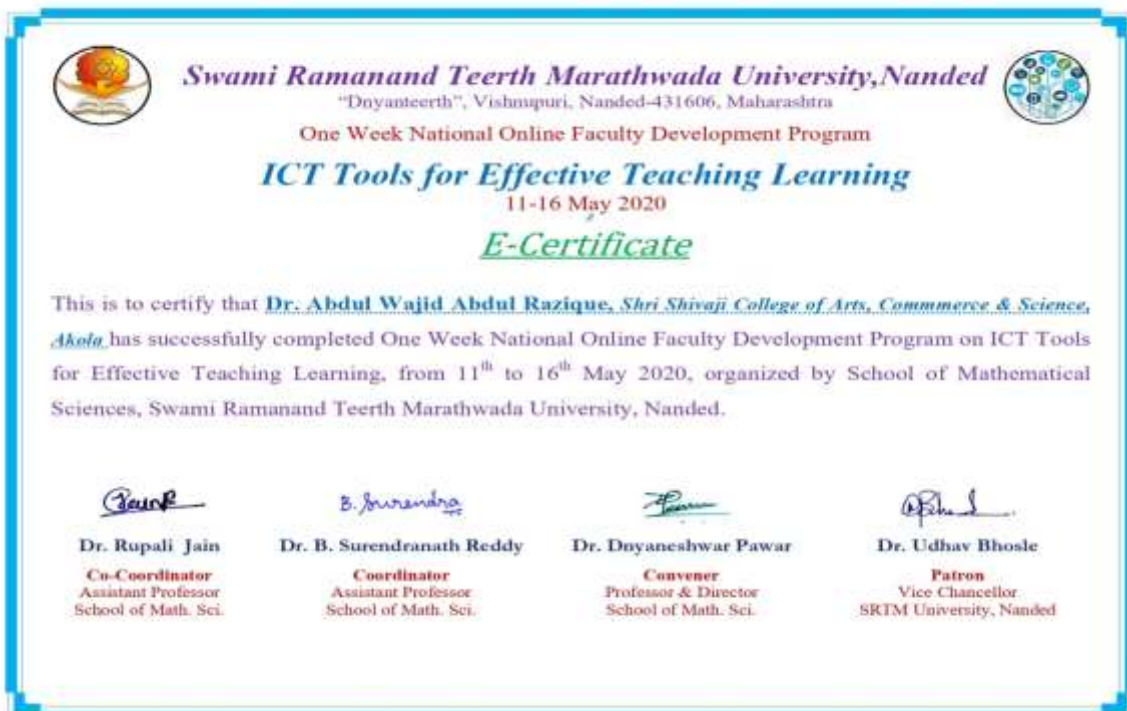 Swami Ramanand Teerth Marathwada University,Nanded
"Dnyanteerth", Vishnupuri, Nanded-431606, Maharashtra
One Week National Online Faculty Development Program
ICT Tools for Effective Teaching Learning
11-16 May 2020
E-Certificate
This is to certify that Dr. Abdul Wajid Abdul Razique, Shri Shivaji College of Arts, Commmerce & Science,
Akola has successfully completed One Week National Online Faculty Development Program on ICT Tools
for Effective Teaching Learning, from 11th to 16th May 2020, organized by School of Mathematical
Sciences, Swami Ramanand Teerth Marathwada University, Nanded.
B. Surendra
Dr. Rupali Jain Dr. B. Surendranath Reddy Dr. Dnyaneshwar Pawar Dr. Udhav Bhosle
Co-Coordinator Coordinator Convener Patron
Assistant Professor Assistant Professor Professor & Director Vice Chancellor
School of Math. Sci. School of Math. Sci. School of Math. Sci. SRTM University, Nanded